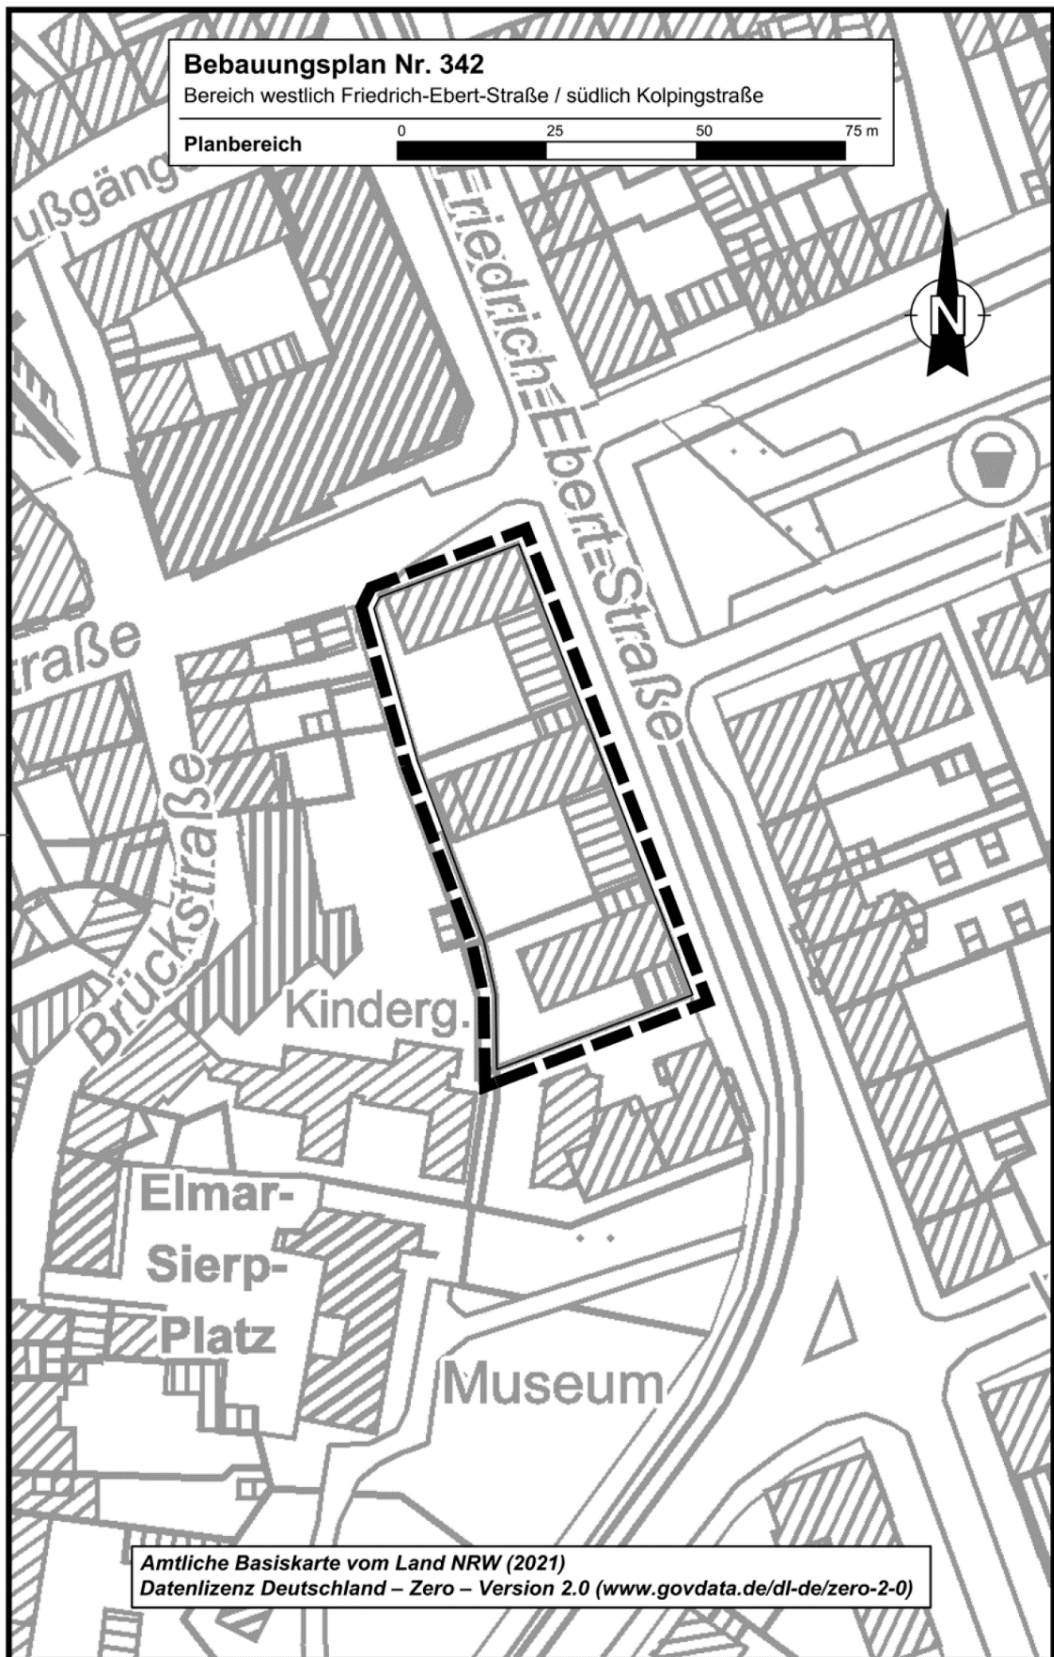 Bebauungsplan Nr. 342
Bereich westlich Friedrich-Ebert-Straße / südlich Kolpingstraße
Planbereich
0 25 50 75 m
ußgänge
Friedrich-Ebert-Straße
N
traße
Brückstraße
Kinderg.
Elmar-
Sierp-
Platz
Museum
Amtliche Basiskarte vom Land NRW (2021)
Datenlizenz Deutschland – Zero – Version 2.0 (www.govdata.de/dl-de/zero-2-0)